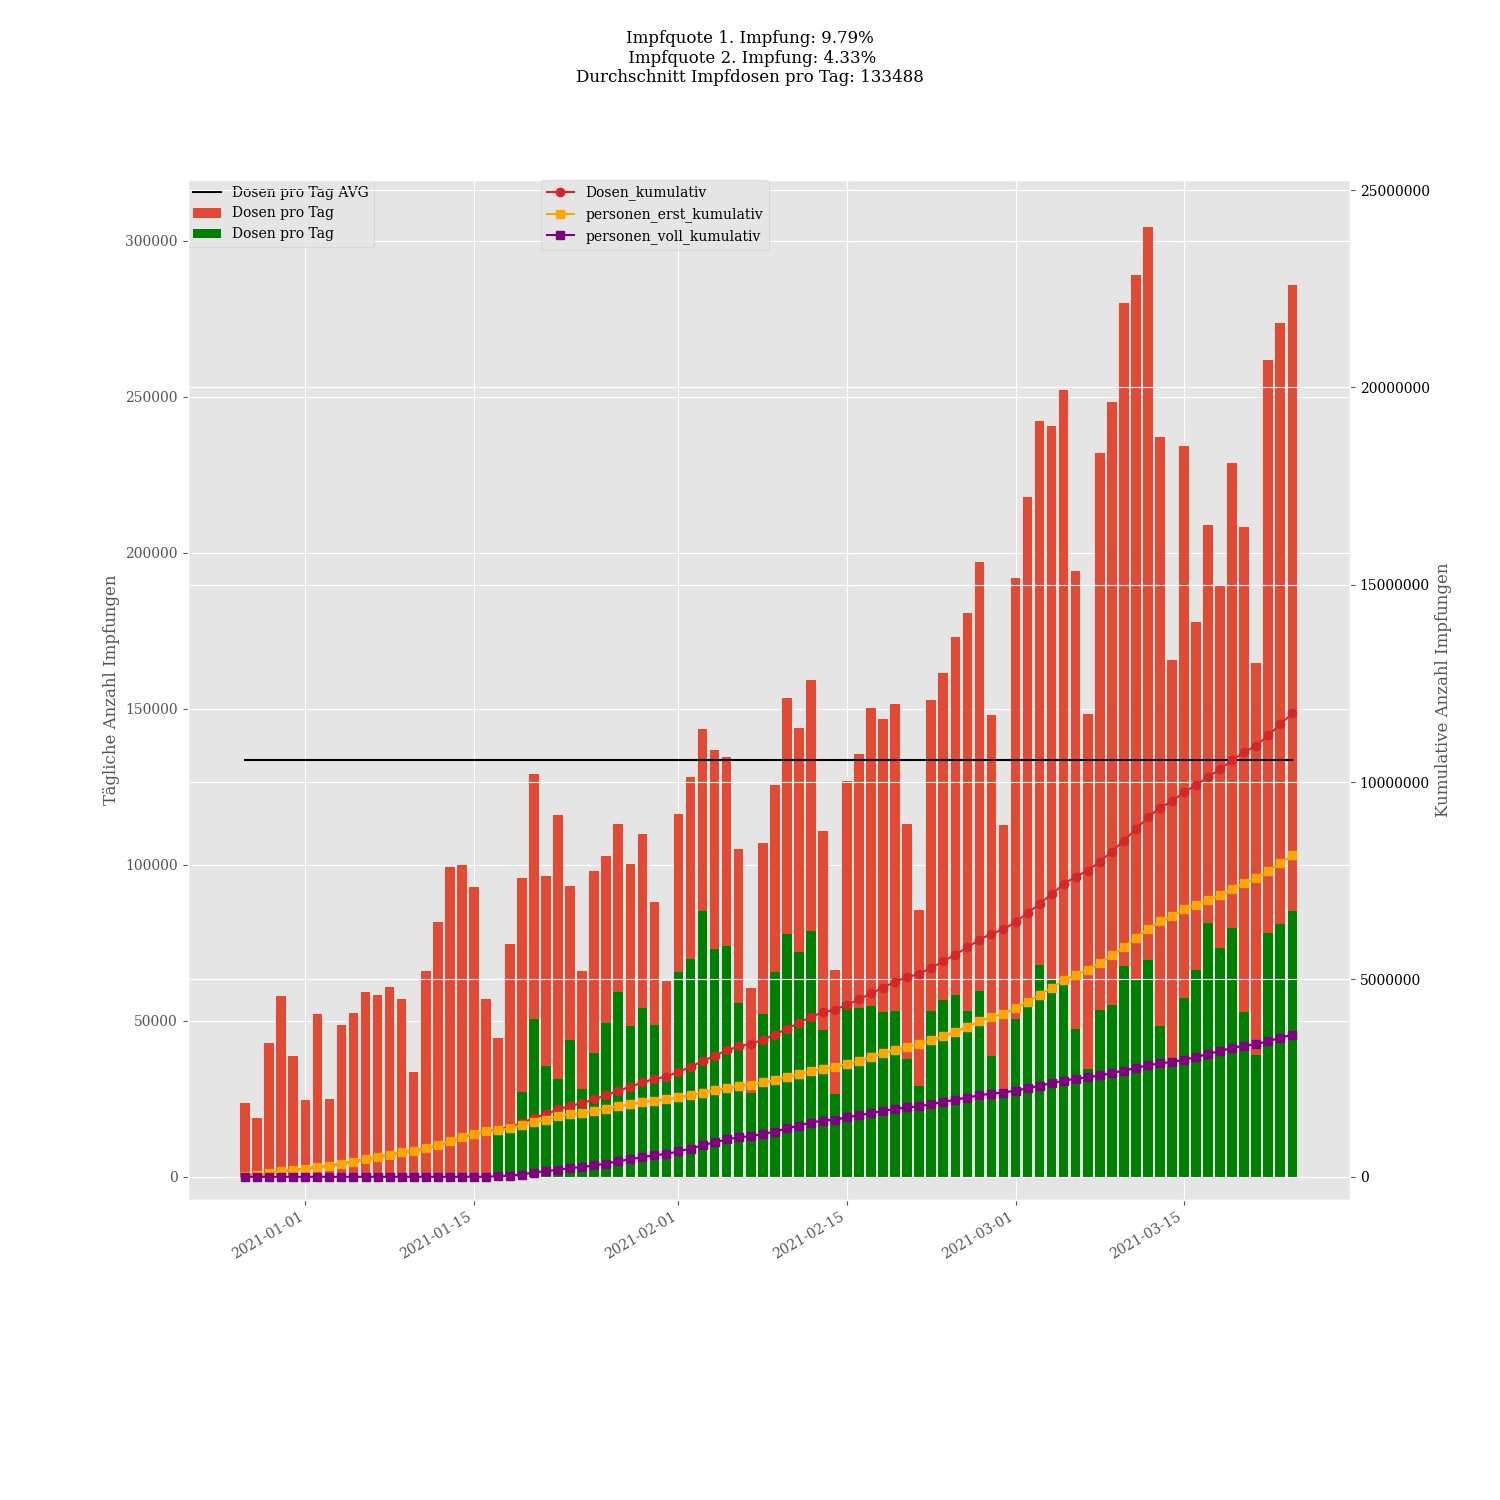 Impfquote 1. Impfung: 9.79%
Impfquote 2. Impfung: 4.33%
Durchschnitt Impfdosen pro Tag: 133488
Dosen pro Tag AVG
Dosen pro Tag
Dosen pro Tag
Dosen_kumulativ
personen_erst_kumulativ
personen_voll_kumulativ
Tägliche Anzahl Impfungen
300000
250000
200000
150000
100000
50000
0
25000000
20000000
15000000
10000000
5000000
0
Kumulative Anzahl Impfungen
2021-01-01
2021-01-15
2021-02-01
2021-02-15
2021-03-01
2021-03-15